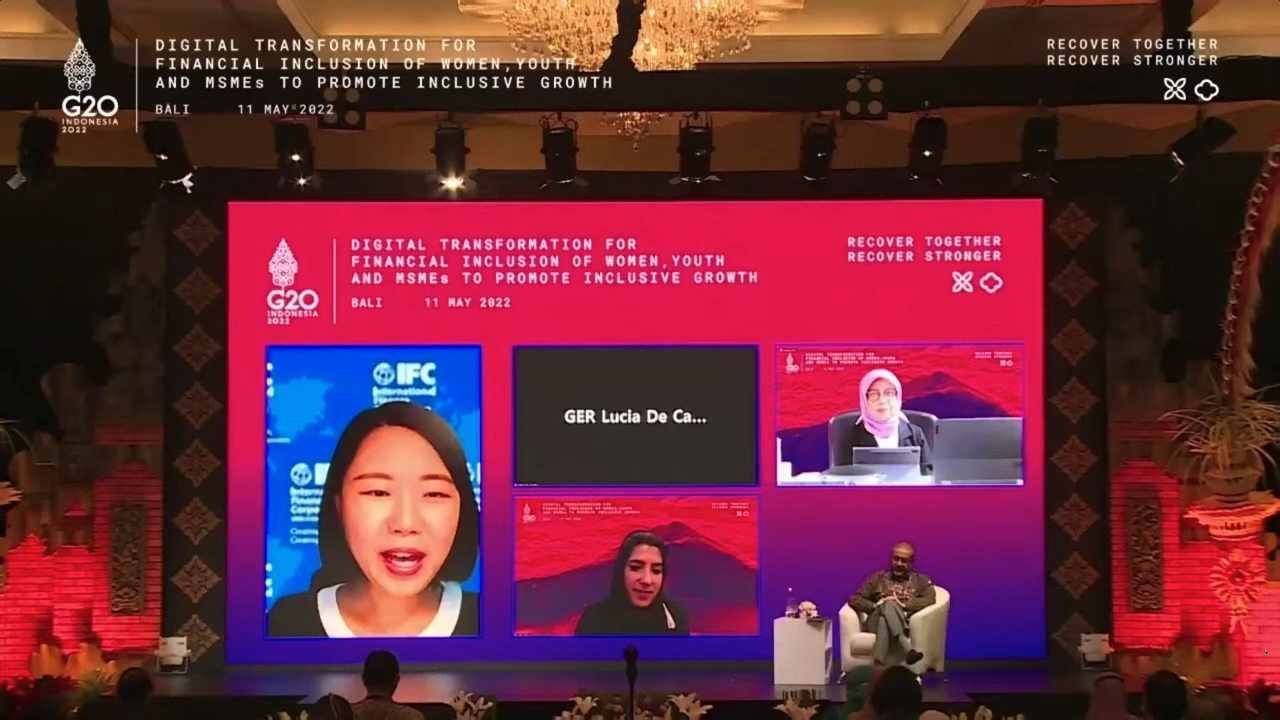 DIGITAL TRANSFORMATION FOR
FINANCIAL INCLUSION OF WOMEN,YOUTH
AND MSMEs TO PROMOTE INCLUSIVE GROWTH
BALI 11 MAY 2022
G20
INDONESIA
2022
RECOVER TOGETHER
RECOVER STRONGER
DIGITAL TRANSFORMATION FOR
FINANCIAL INCLUSION OF WOMEN,YOUTH
AND MSMEs TO PROMOTE INCLUSIVE GROWTH
BALI 11 MAY 2022
G20
INDONESIA
2022
RECOVER TOGETHER
RECOVER STRONGER
IFC
International
GER Lucia De Ca...